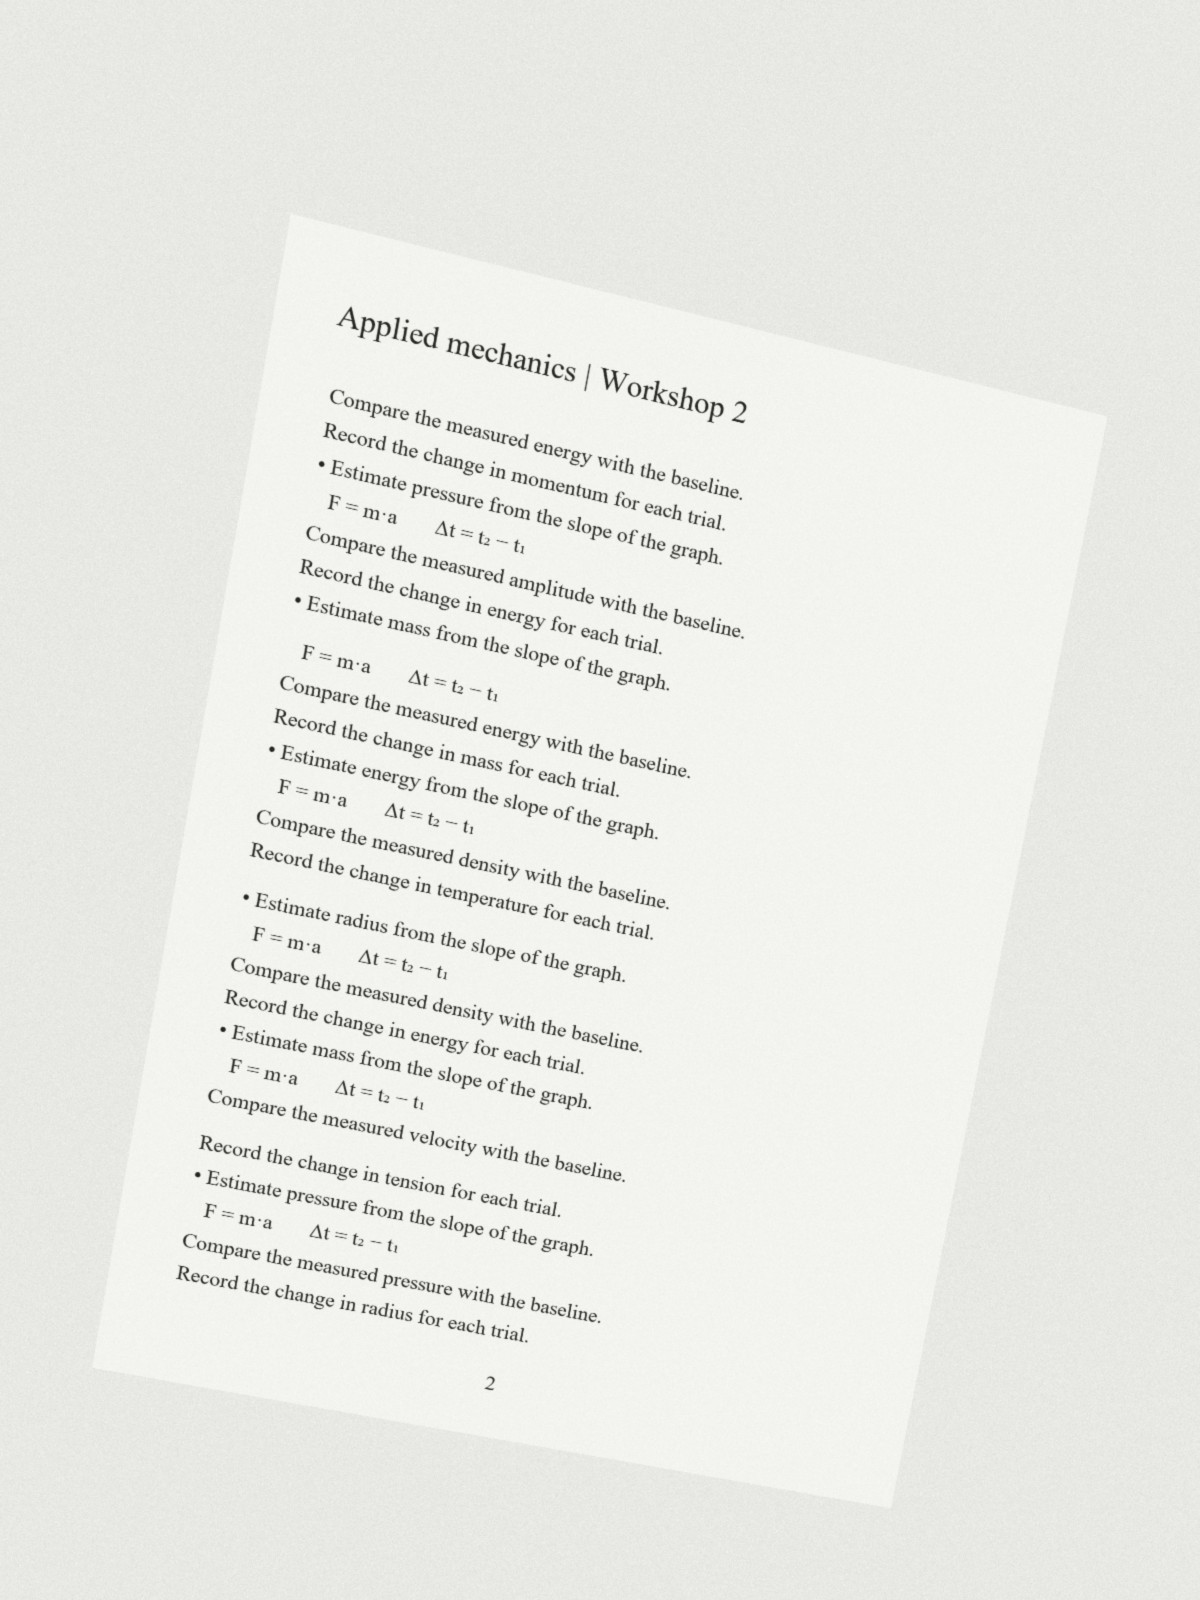 Applied mechanics | Workshop 2
Compare the measured energy with the baseline.
Record the change in momentum for each trial.
• Estimate pressure from the slope of the graph.
F = m·a Δt = t₂ − t₁
Compare the measured amplitude with the baseline.
Record the change in energy for each trial.
• Estimate mass from the slope of the graph.
F = m·a Δt = t₂ − t₁
Compare the measured energy with the baseline.
Record the change in mass for each trial.
• Estimate energy from the slope of the graph.
F = m·a Δt = t₂ − t₁
Compare the measured density with the baseline.
Record the change in temperature for each trial.
• Estimate radius from the slope of the graph.
F = m·a Δt = t₂ − t₁
Compare the measured density with the baseline.
Record the change in energy for each trial.
• Estimate mass from the slope of the graph.
F = m·a Δt = t₂ − t₁
Compare the measured velocity with the baseline.
Record the change in tension for each trial.
• Estimate pressure from the slope of the graph.
F = m·a Δt = t₂ − t₁
Compare the measured pressure with the baseline.
Record the change in radius for each trial.
2